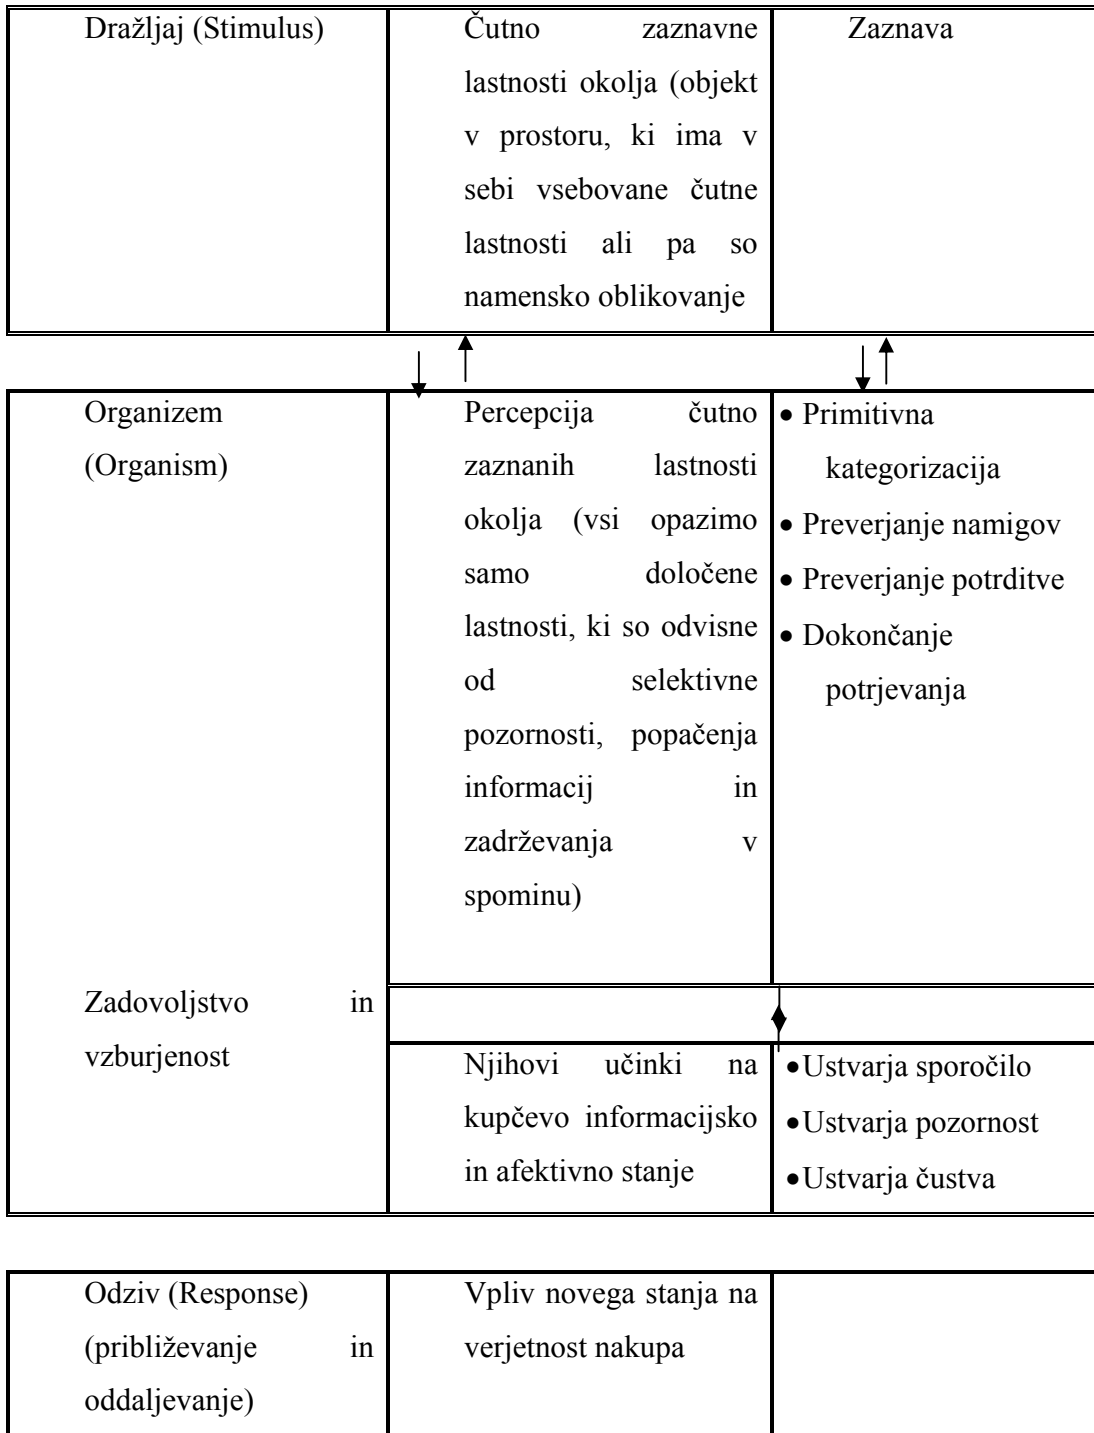 Dražljaj (Stimulus)
Čutno zaznavne
lastnosti okolja (objekt
v prostoru, ki ima v
sebi vsebovane čutne
lastnosti ali pa so
namensko oblikovanje
Zaznava
Organizem
(Organism)
Percepcija čutno
zaznanih lastnosti
okolja (vsi opazimo
samo določene
lastnosti, ki so odvisne
od selektivne
pozornosti, popačenja
informacij in
zadrževanja v
spominu)
• Primitivna
kategorizacija
• Preverjanje namigov
• Preverjanje potrditve
• Dokončanje
potrjevanja
Zadovoljstvo in
vzburjenost
Njihovi učinki na
kupčevo informacijsko
in afektivno stanje
•Ustvarja sporočilo
•Ustvarja pozornost
•Ustvarja čustva
Odziv (Response)
(približevanje in
oddaljevanje)
Vpliv novega stanja na
verjetnost nakupa